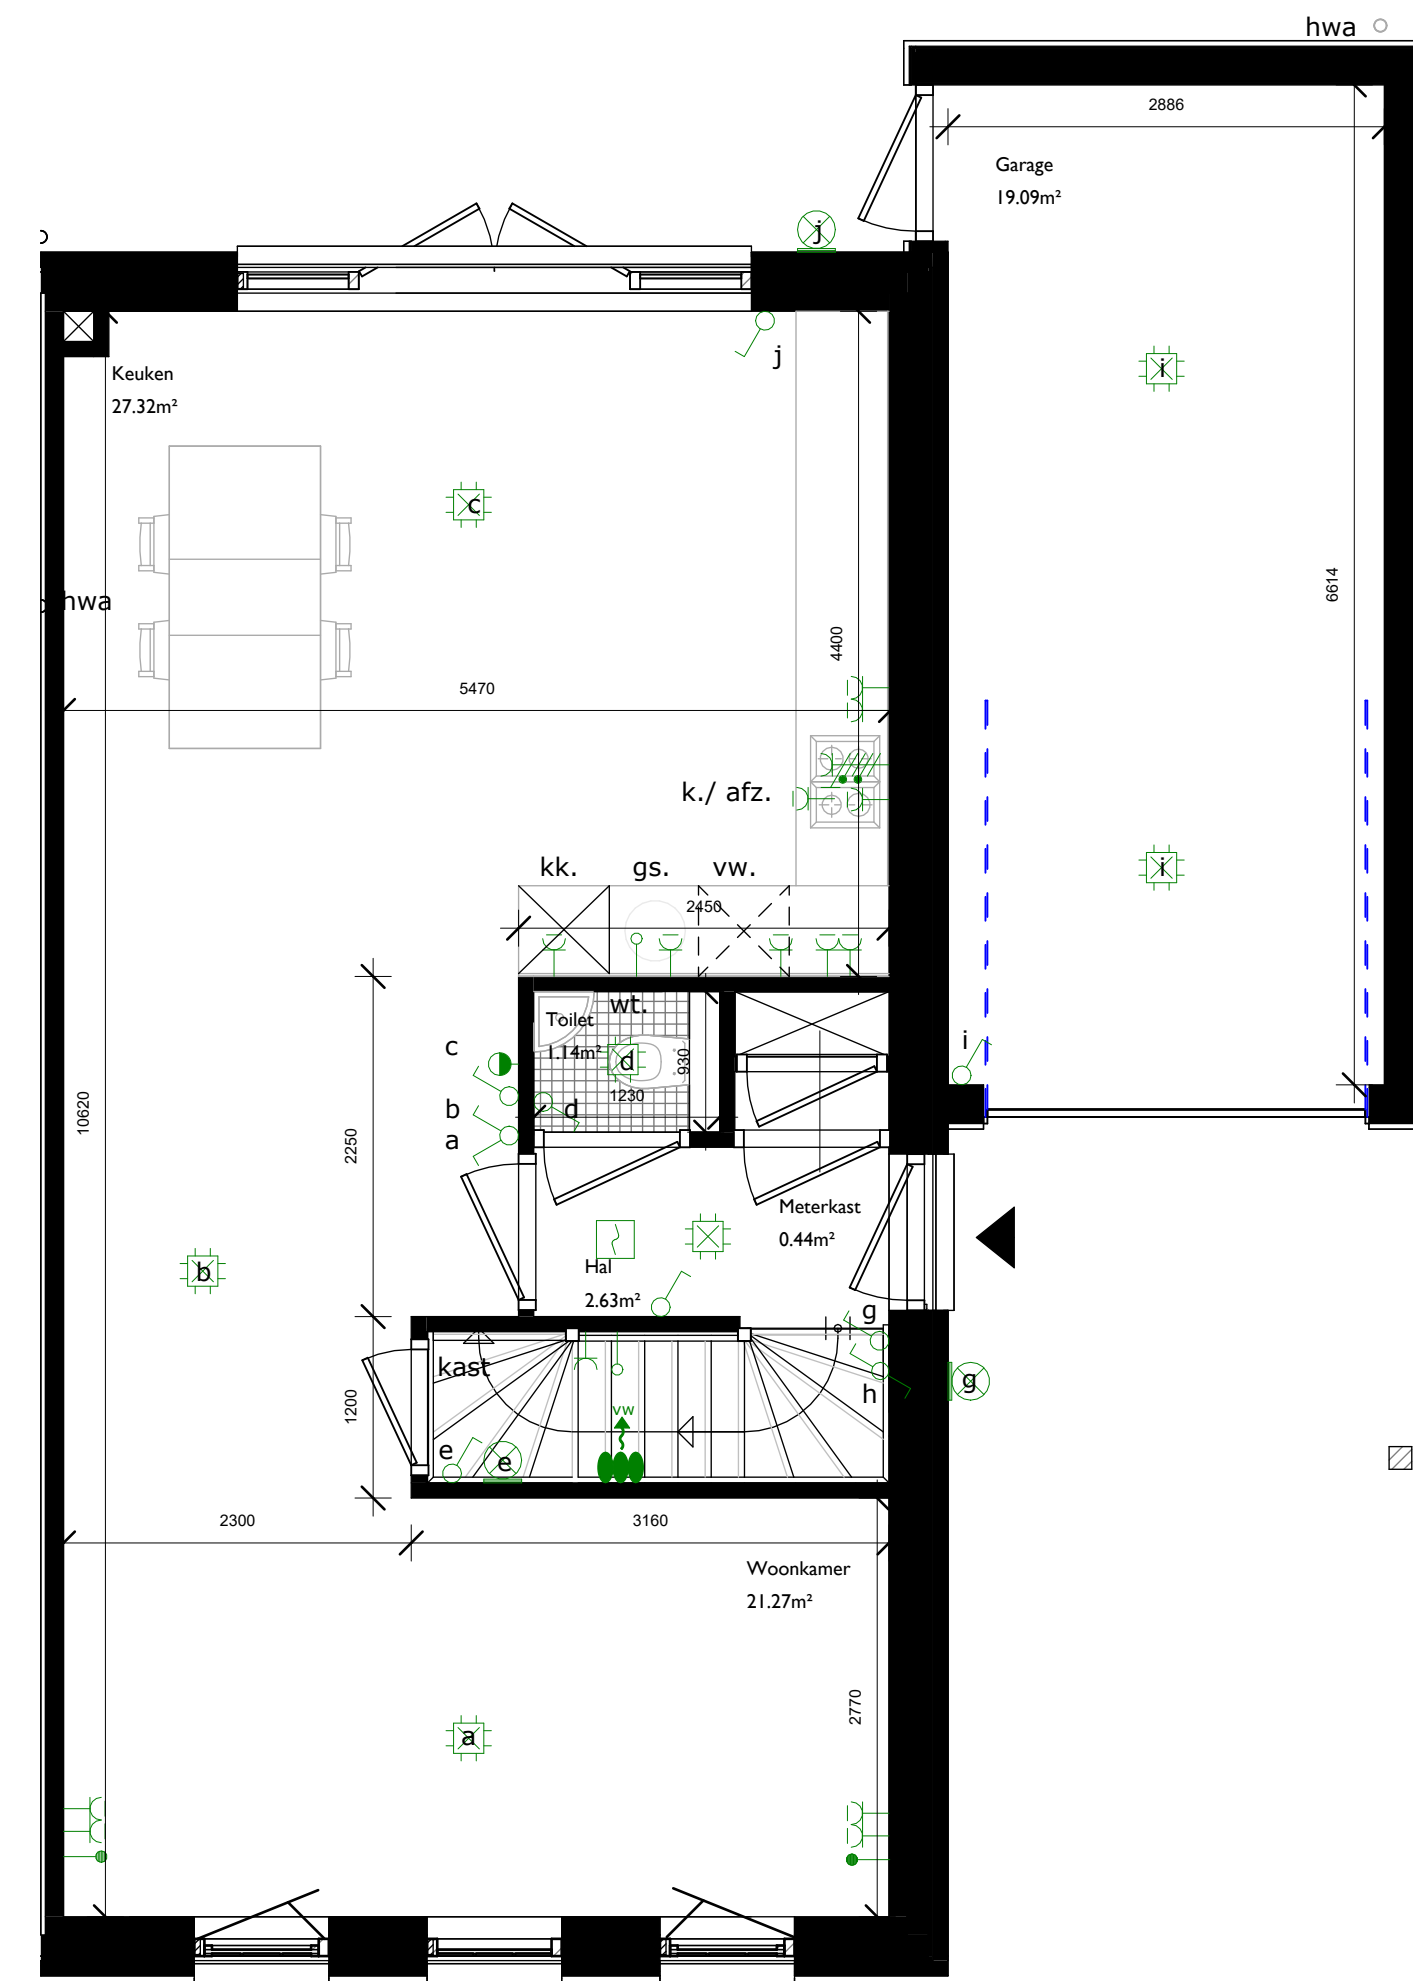 hwa
2886
Garage
19.09m²
j
j
Keuken
27.32m²
i
c
6614
hwa
4400
5470
k./ afz.
kk.
gs.
vw.
i
2450
wt.
Toilet
1.14m²
i
c
d
930
1230
b
d
a
10620
2250
Meterkast
0.44m²
b
Hal
2.63m²
g
kast
g
h
1200
vw
e
e
2300
3160
Woonkamer
21.27m²
2770
a